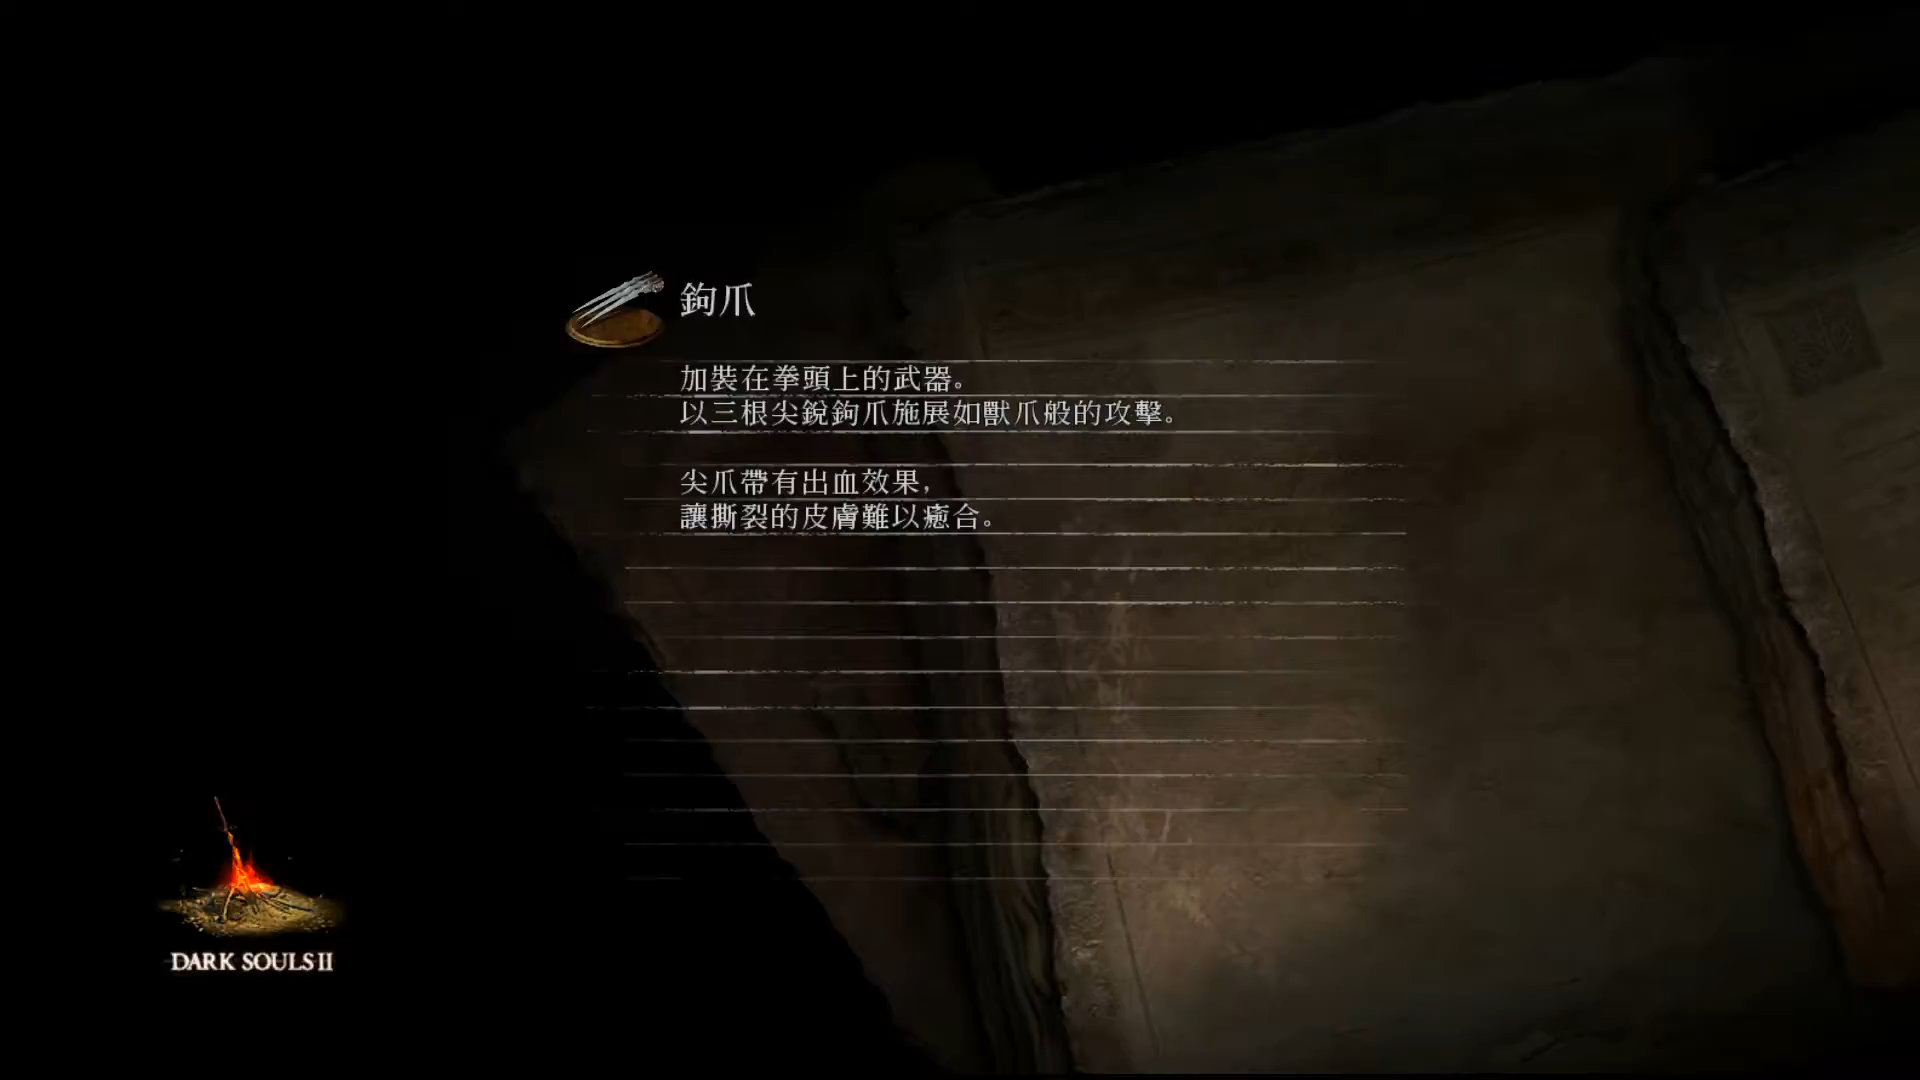 鉤爪
加裝在拳頭上的武器。
以三根尖銳鉤爪施展如獸爪般的攻擊。
尖爪帶有出血效果，
讓撕裂的皮膚難以癒合。
DARK SOULS II